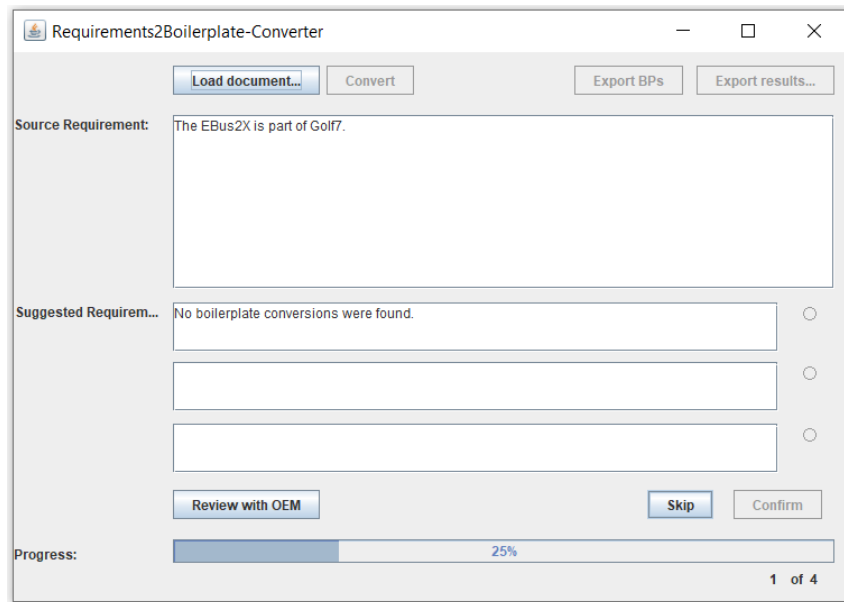 Requirements2Boilerplate-Converter
Load document... Convert Export BPs Export results...
Source Requirement: The EBus2X is part of Golf7.
Suggested Requirem... No boilerplate conversions were found.
Review with OEM Skip Confirm
Progress: 25%
1 of 4